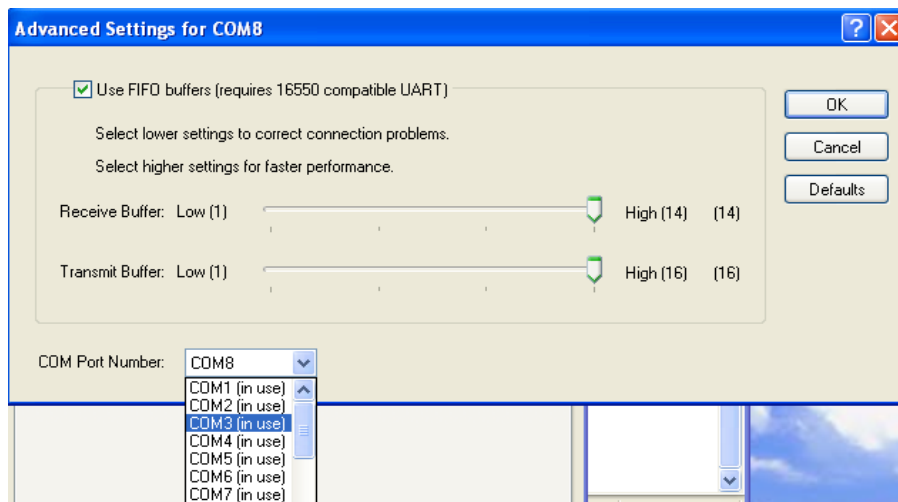 Advanced Settings for COM8
Use FIFO buffers (requires 16550 compatible UART)
OK
Select lower settings to correct connection problems.
Cancel
Select higher settings for faster performance.
Defaults
Receive Buffer: Low (1) High (14) (14)
Transmit Buffer: Low (1) High (16) (16)
COM Port Number: COM8
COM1 (in use)
COM2 (in use)
COM3 (in use)
COM4 (in use)
COM5 (in use)
COM6 (in use)
COM7 (in use)